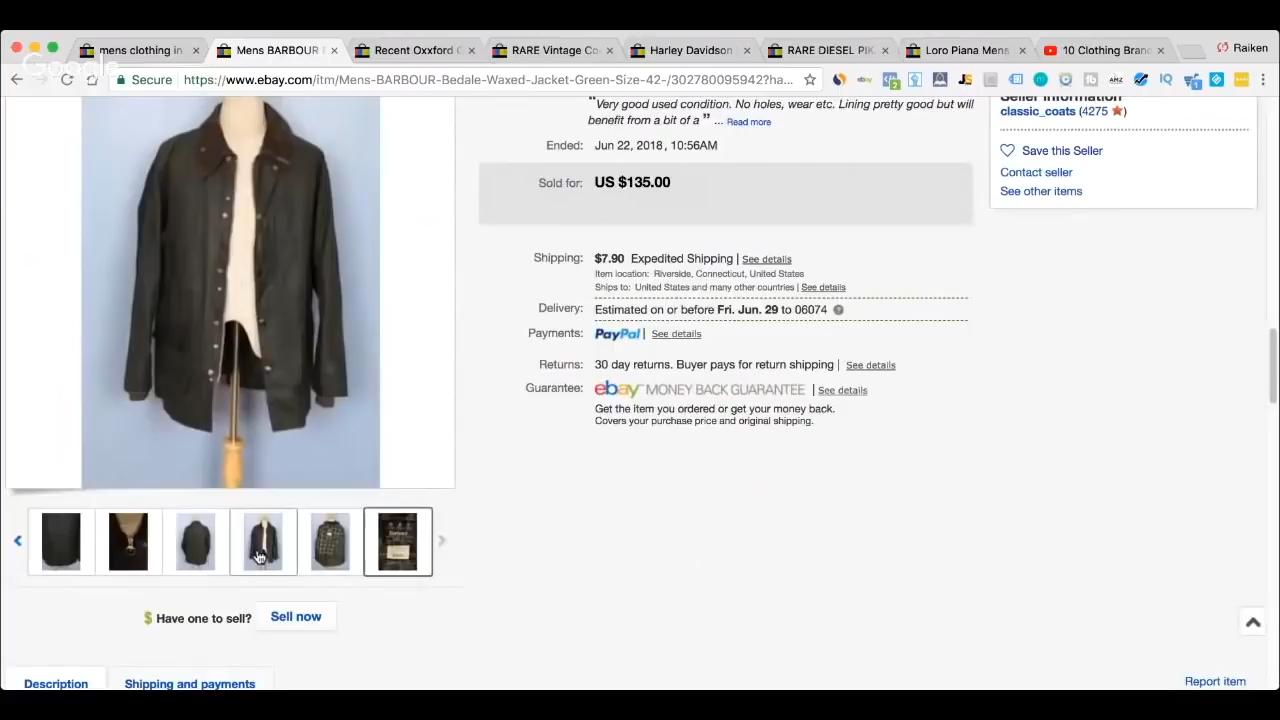 mens clothing in
Mens BARBOUR
Recent Oxxford C
RARE Vintage Co
Harley Davidson
RARE DIESEL PIK
Loro Piana Mens
10 Clothing Bran
Raiken
Google
Secure https://www.ebay.com/itm/Mens-BARBOUR-Bedale-Waxed-Jacket-Green-Size-42-/302780095942?ha...
"Very good used condition. No holes, wear etc. Lining pretty good but will
benefit from a bit of a " ... Read more
Seller information
classic_coats (4275 )
Save this Seller
Contact seller
See other items
Ended: Jun 22, 2018 , 10:56AM
Sold for: US $135.00
Shipping: $7.90 Expedited Shipping | See details
Item location: Riverside, Connecticut, United States
Ships to: United States and many other countries | See details
Delivery: Estimated on or before Fri. Jun. 29 to 06074
Payments: PayPal | See details
Returns: 30 day returns. Buyer pays for return shipping | See details
Guarantee: ebay MONEY BACK GUARANTEE | See details
Get the item you ordered or get your money back.
Covers your purchase price and original shipping.
$ Have one to sell? Sell now
Description
Shipping and payments
Report item